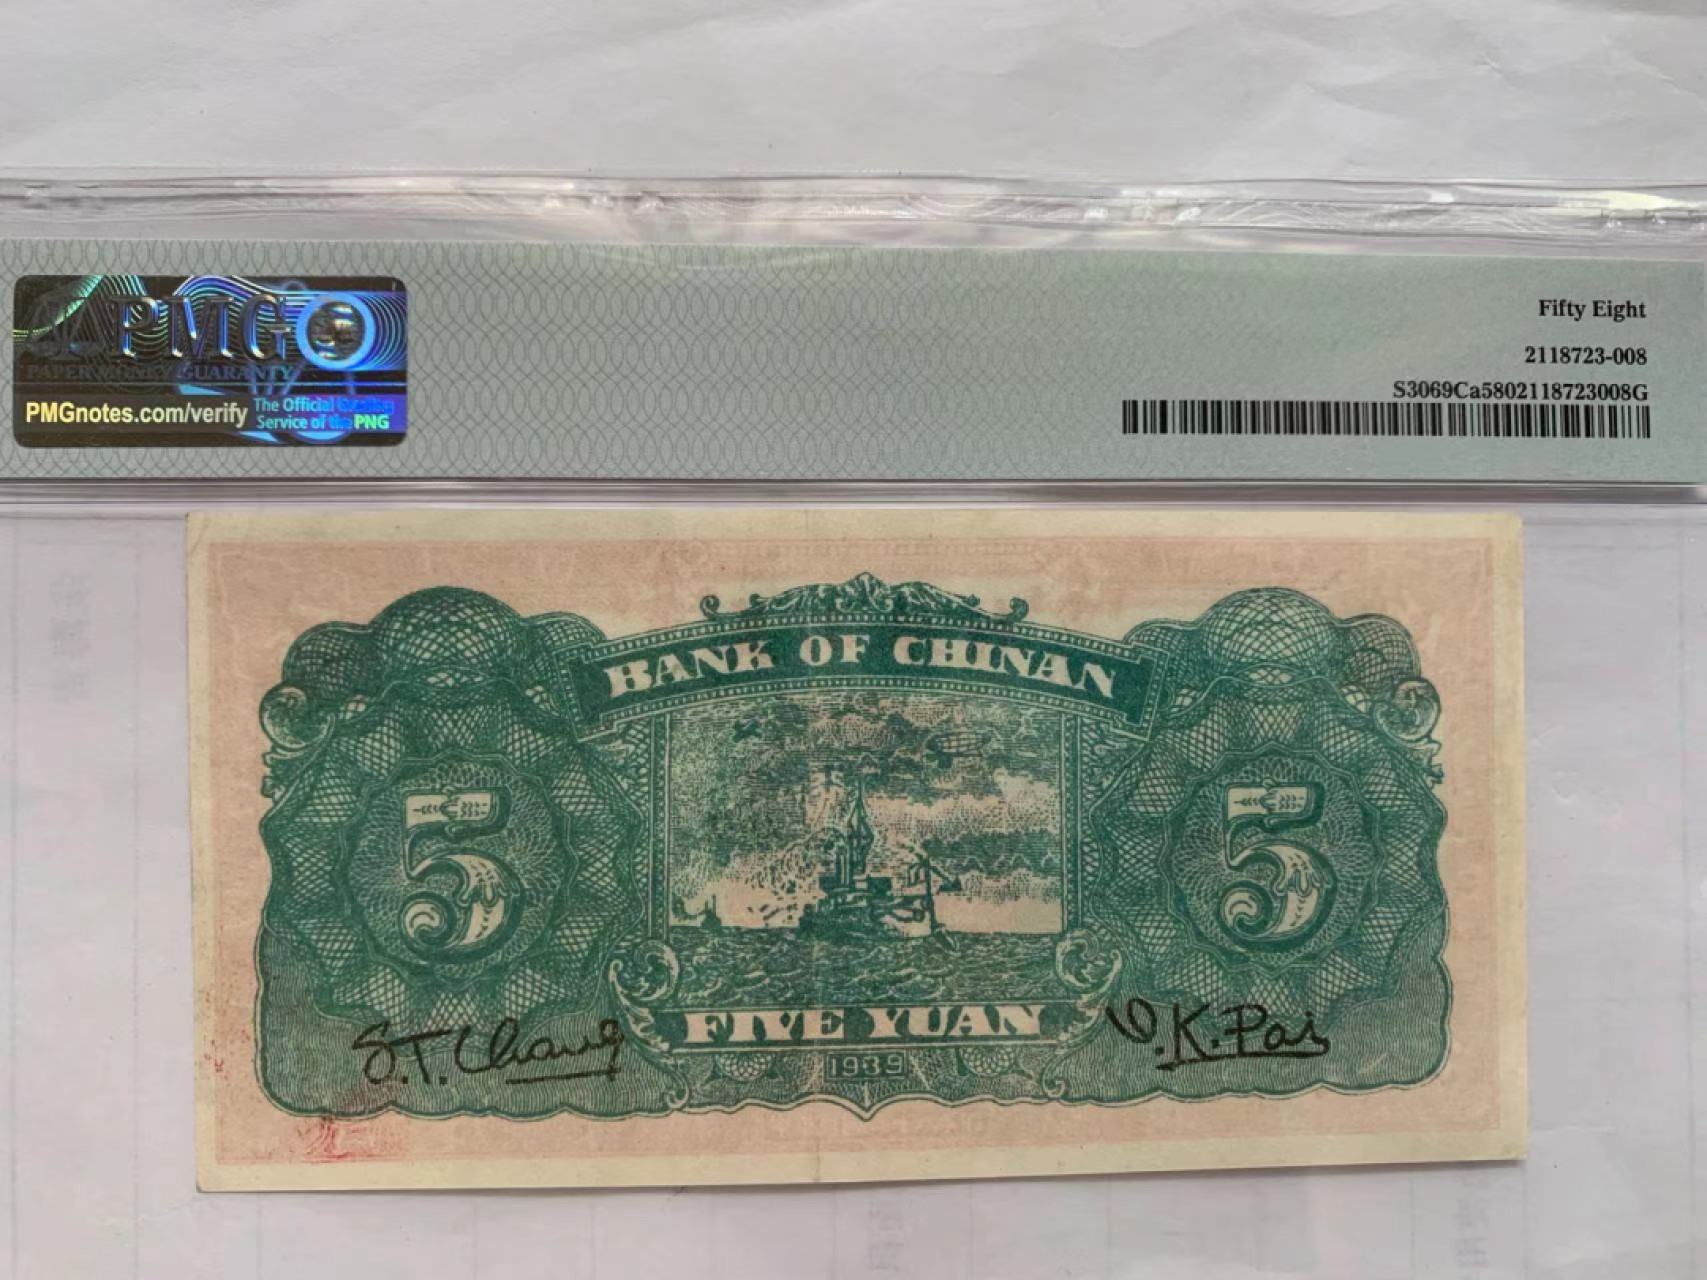 Fifty Eight
2118723-008
S3069Ca5802118723008G
PMG
PAPER MONEY GUARANTY
PMGnotes.com/verify
The Official Grading
Service of the PNG
BANK OF CHINAN
5 5
FIVE YUAN
S.T. Chang
V.K. Pai
1939